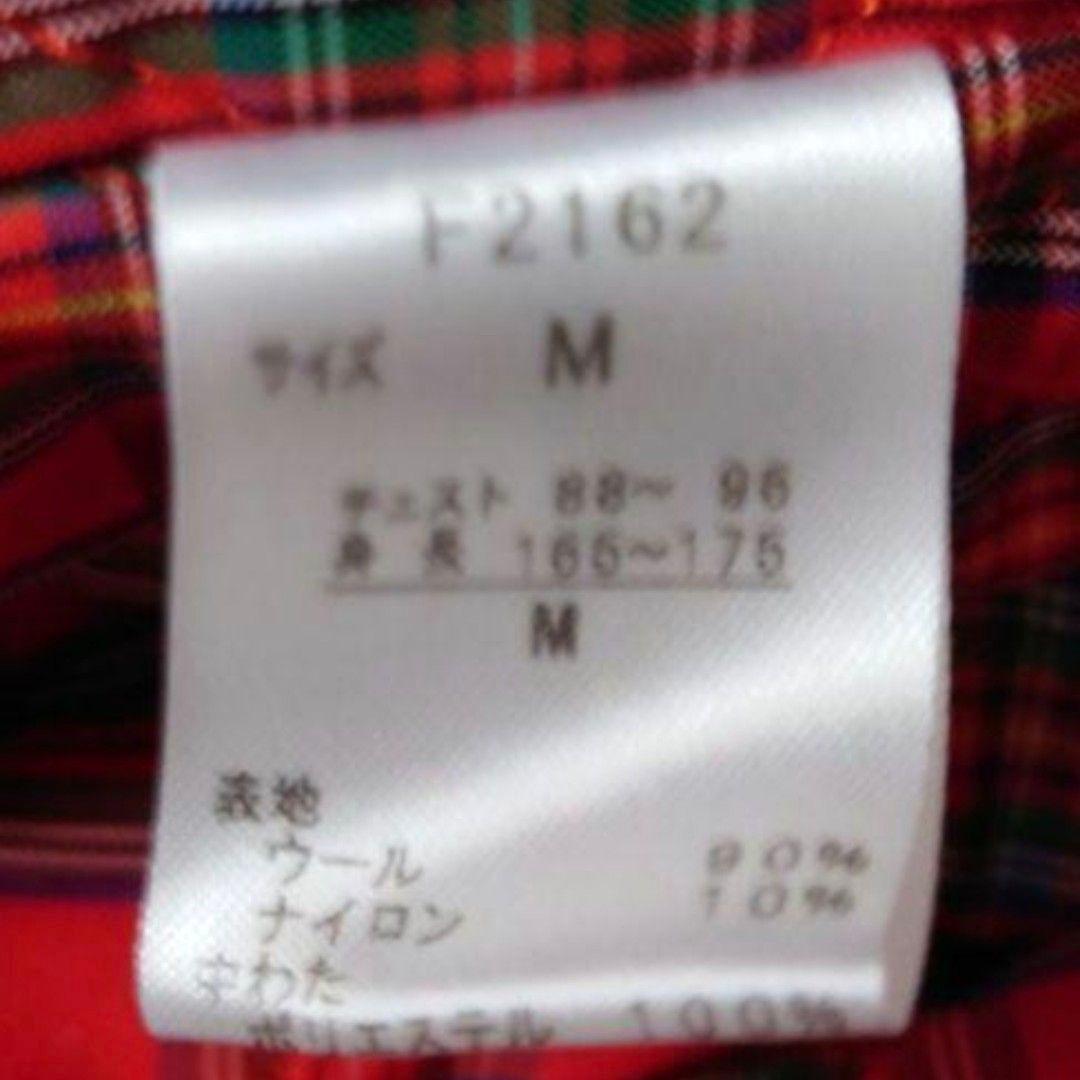 F2162
サイズ M
チェスト 88〜 96
身 長 165〜175
M
表地
ウール 90%
ナイロン 10%
中わた
ポリエステル 100%